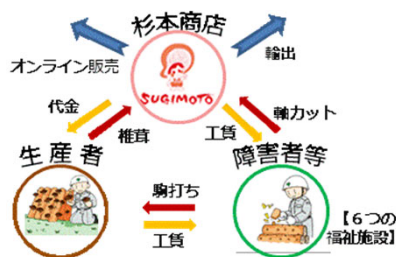 杉本商店
オンライン販売
輸出
SUGIMOTO
代金
椎茸
工賃
軸カット
生産者
障害者等
駒打ち
工賃
【6つの
福祉施設】